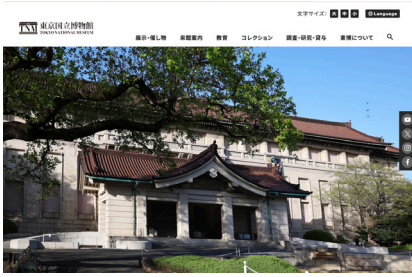 文字サイズ: 大 中 小 Language
東京国立博物館
TOKYO NATIONAL MUSEUM
展示・催し物 来館案内 教育 コレクション 調査・研究・貸与 東博について